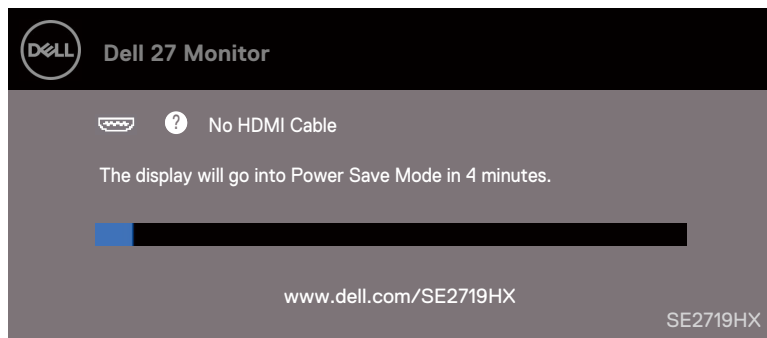 DELL
Dell 27 Monitor
? No HDMI Cable
The display will go into Power Save Mode in 4 minutes.
www.dell.com/SE2719HX
SE2719HX